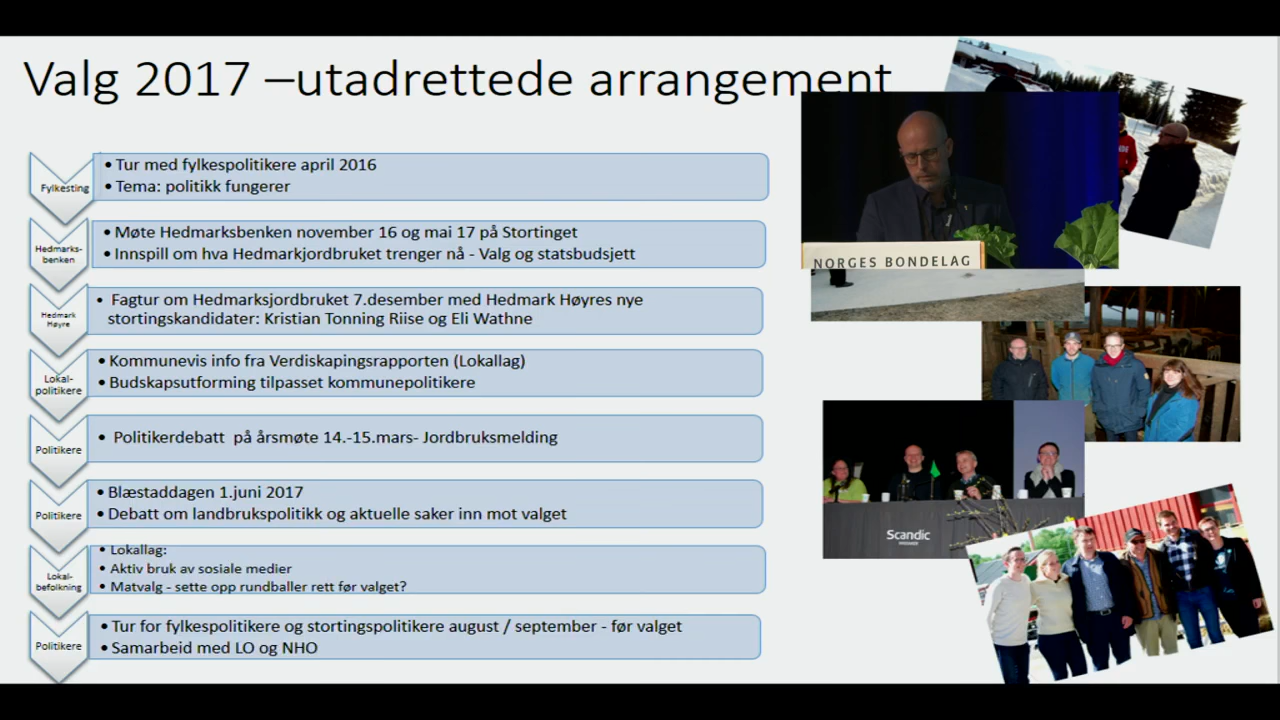 Valg 2017 –utadrettede arrangement
Fylkesting
• Tur med fylkespolitikere april 2016
• Tema: politikk fungerer
Hedmarks-
benken
• Møte Hedmarksbenken november 16 og mai 17 på Stortinget
• Innspill om hva Hedmarkjordbruket trenger nå - Valg og statsbudsjett
Hedmark
Høyre
• Fagtur om Hedmarksjordbruket 7.desember med Hedmark Høyres nye
stortingskandidater: Kristian Tonning Riise og Eli Wathne
Lokal-
politikere
• Kommunevis info fra Verdiskapingsrapporten (Lokallag)
• Budskapsutforming tilpasset kommunepolitikere
Politikere
• Politikerdebatt på årsmøte 14.-15.mars- Jordbruksmelding
Politikere
• Blæstaddagen 1.juni 2017
• Debatt om landbrukspolitikk og aktuelle saker inn mot valget
Lokal-
befolkning
• Lokallag:
• Aktiv bruk av sosiale medier
• Matvalg - sette opp rundballer rett før valget?
Politikere
• Tur for fylkespolitikere og stortingspolitikere august / september - før valget
• Samarbeid med LO og NHO
NORGES BONDELAG
Scandic